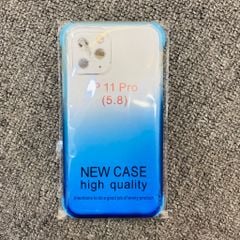 P 11 Pro
(5.8)
NEW CASE
high quality